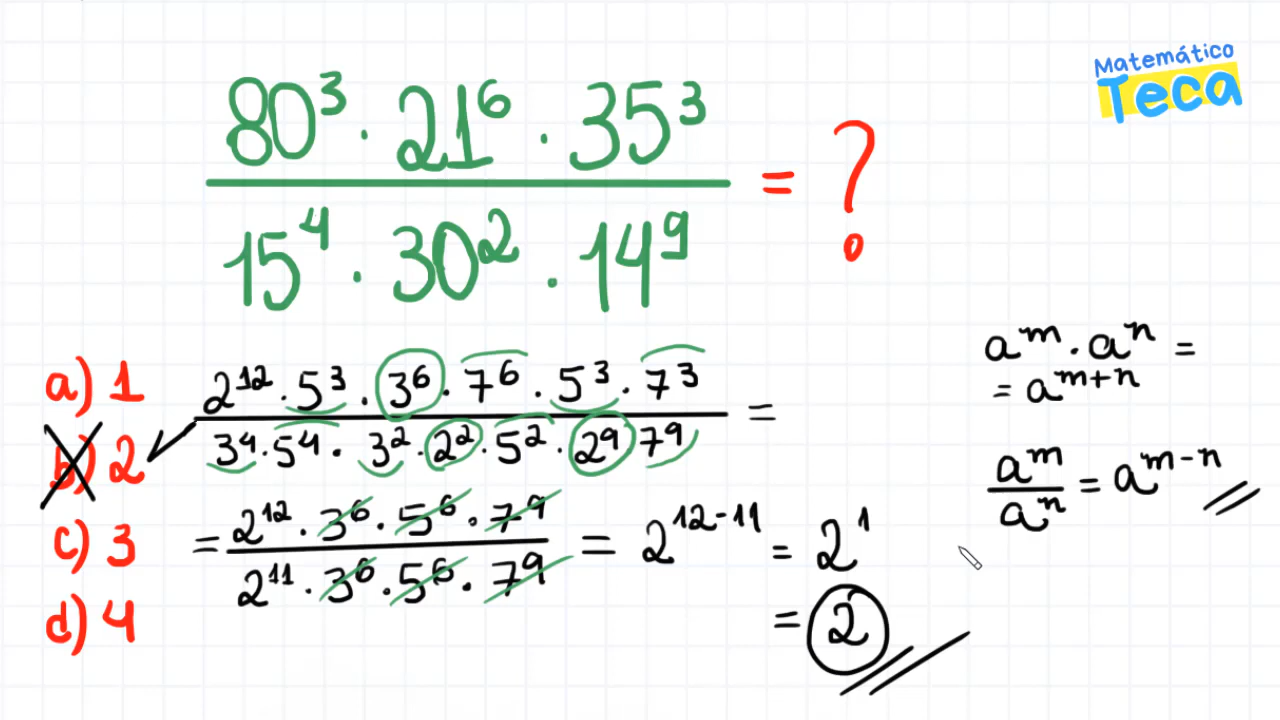 Matemático
Teca
80³ · 21⁶ · 35³
15⁴ · 30² · 14⁹
= ?
a) 1
b) 2
c) 3
d) 4
2¹² · 5³ · 3⁶ · 7⁶ · 5³ · 7³
3⁴ · 5⁴ · 3² · 2² · 5² · 2⁹ 7⁹
=
= 2¹² · 3⁶ · 5⁶ · 7⁹
2¹¹ · 3⁶ · 5⁶ · 7⁹
= 2¹²⁻¹¹ = 2¹
= 2
aᵐ · aⁿ =
= aᵐ⁺ⁿ
aᵐ
aⁿ
= aᵐ⁻ⁿ